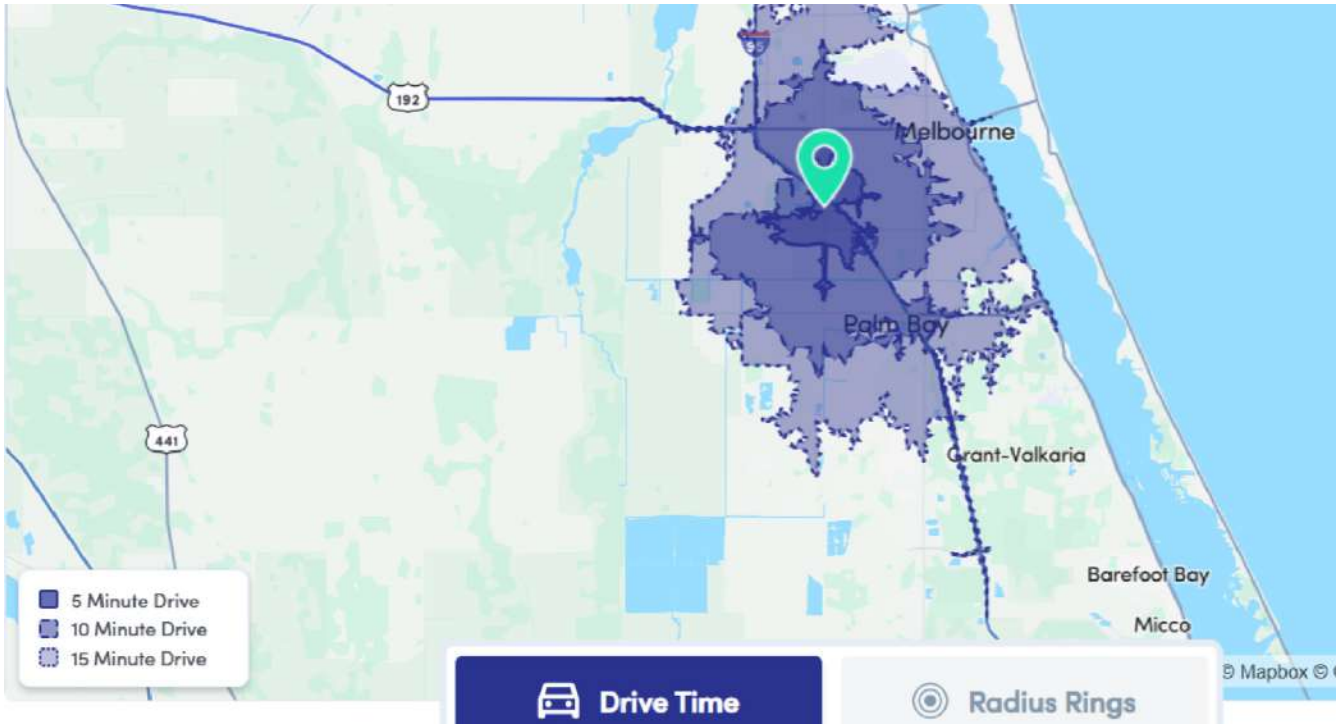 95
192
Melbourne
Palm Bay
441
Grant-Valkaria
Barefoot Bay
Micco
5 Minute Drive
10 Minute Drive
15 Minute Drive
© Mapbox ©
Drive Time
Radius Rings